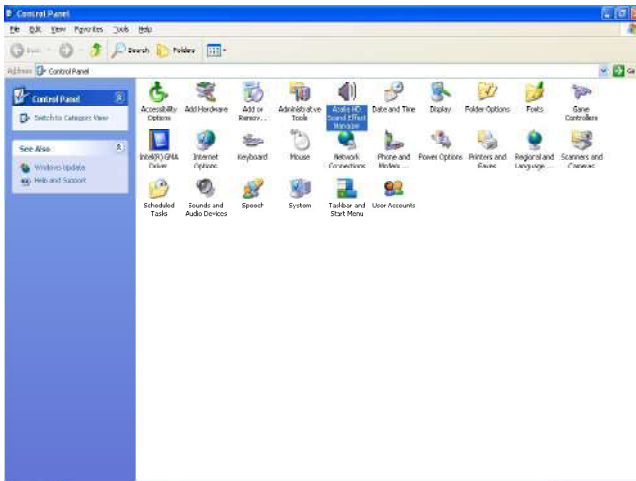 Control Panel
File Edit View Favorites Tools Help
Back Search Folders
Address Control Panel Go
Control Panel
Switch to Category View
See Also
Windows Update
Help and Support
Accessibility Options
Add Hardware
Add or Remov...
Administrative Tools
Azalia HD Sound Effect Manager
Date and Time
Display
Folder Options
Fonts
Game Controllers
Intel(R) GMA Driver
Internet Options
Keyboard
Mouse
Network Connections
Phone and Modem ...
Power Options
Printers and Faxes
Regional and Language ...
Scanners and Cameras
Scheduled Tasks
Sounds and Audio Devices
Speech
System
Taskbar and Start Menu
User Accounts